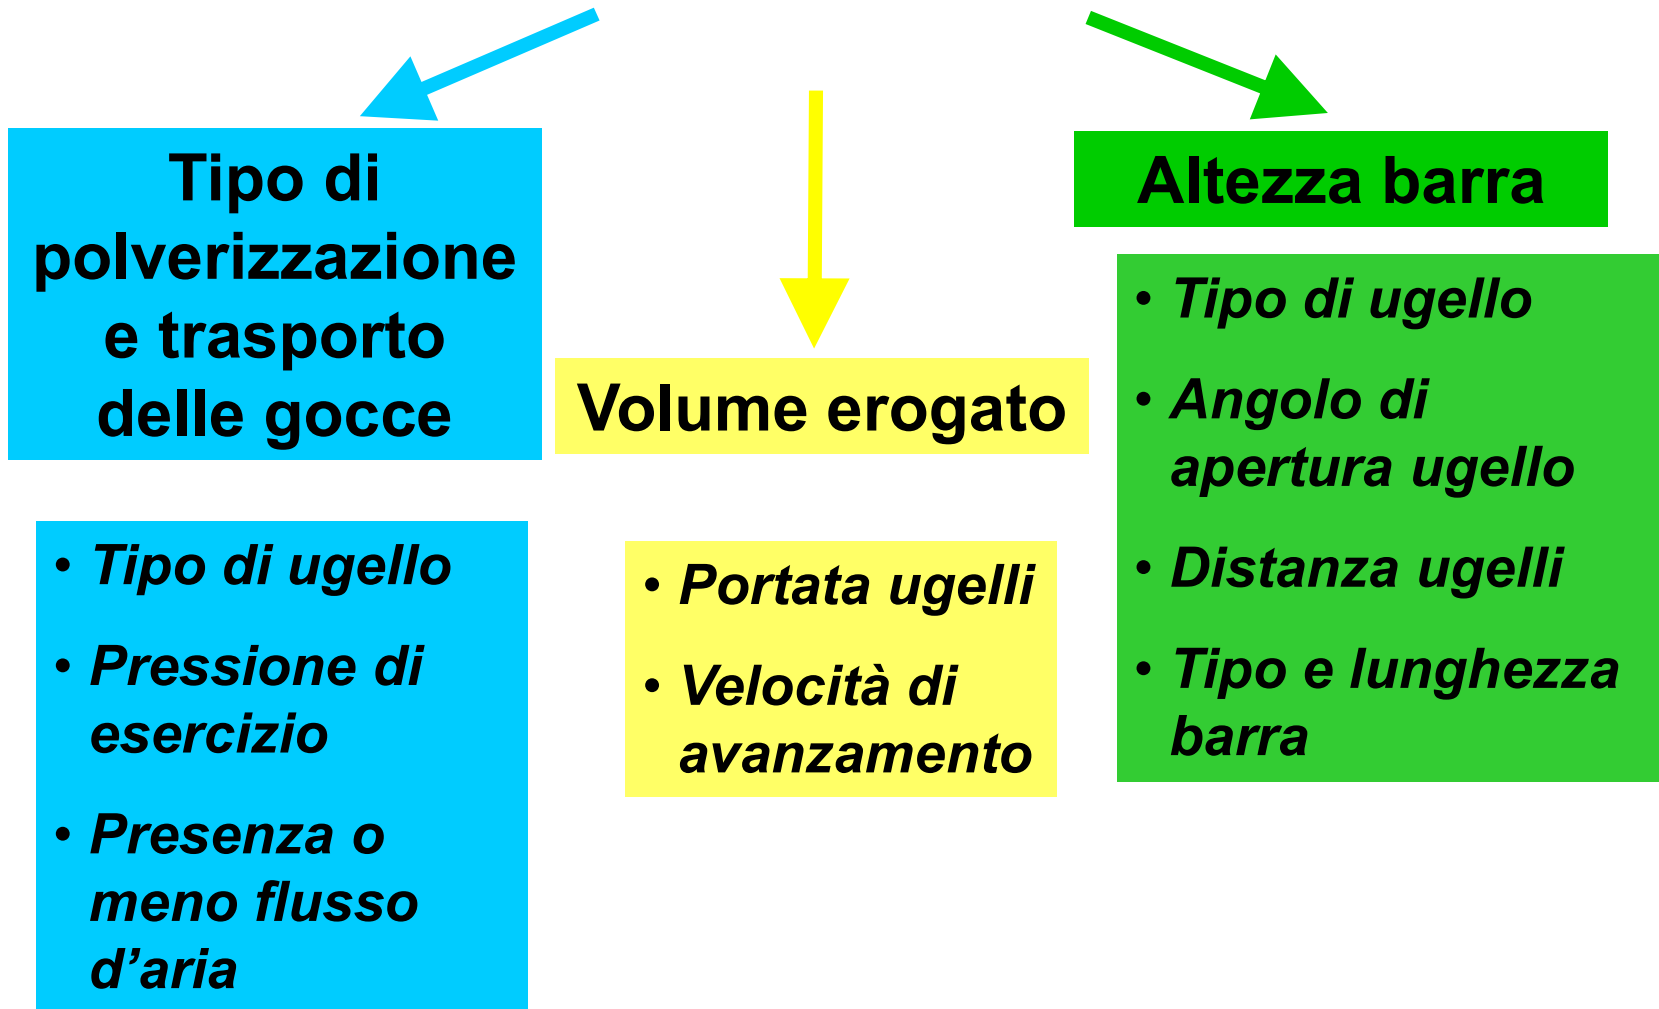 Tipo di
polverizzazione
e trasporto
delle gocce
• Tipo di ugello
• Pressione di
esercizio
• Presenza o
meno flusso
d’aria
Volume erogato
• Portata ugelli
• Velocità di
avanzamento
Altezza barra
• Tipo di ugello
• Angolo di
apertura ugello
• Distanza ugelli
• Tipo e lunghezza
barra